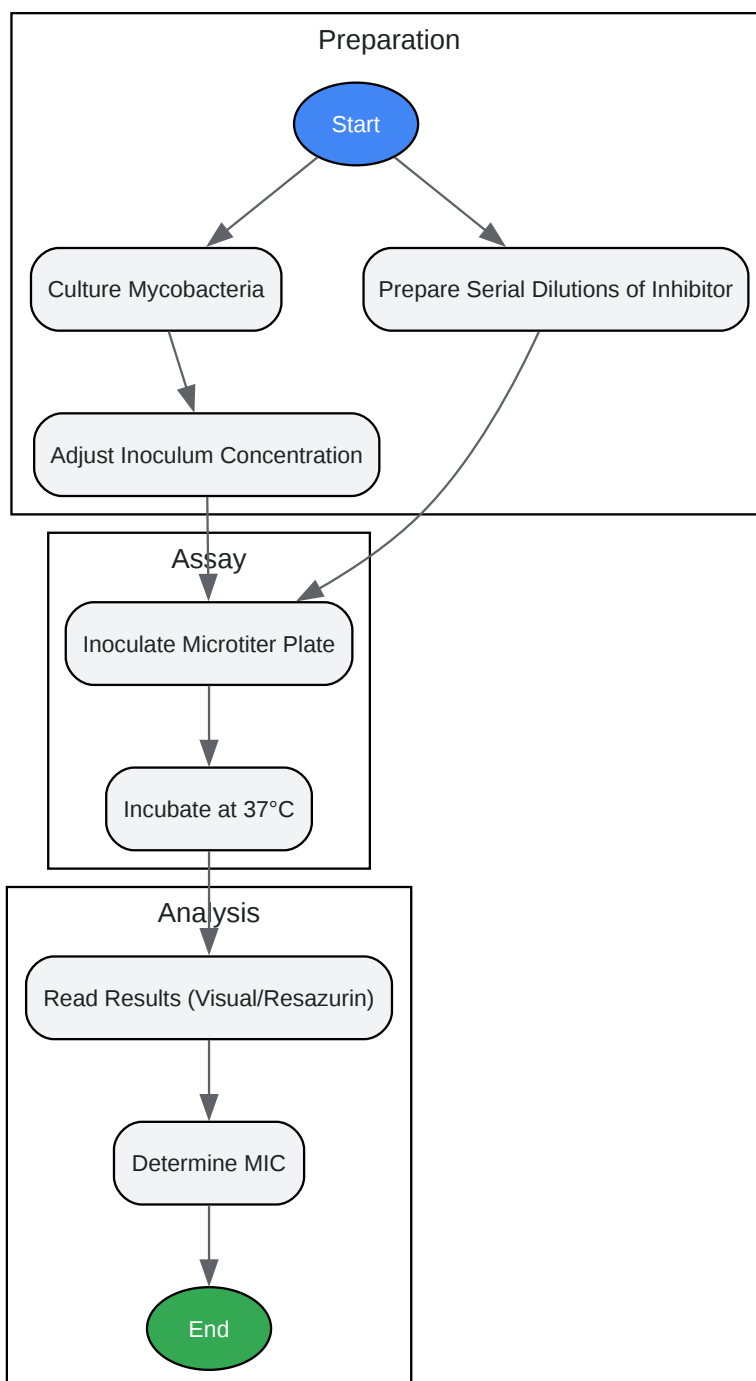 Preparation
Start
Culture Mycobacteria
Prepare Serial Dilutions of Inhibitor
Adjust Inoculum Concentration
Assay
Inoculate Microtiter Plate
Incubate at 37°C
Analysis
Read Results (Visual/Resazurin)
Determine MIC
End